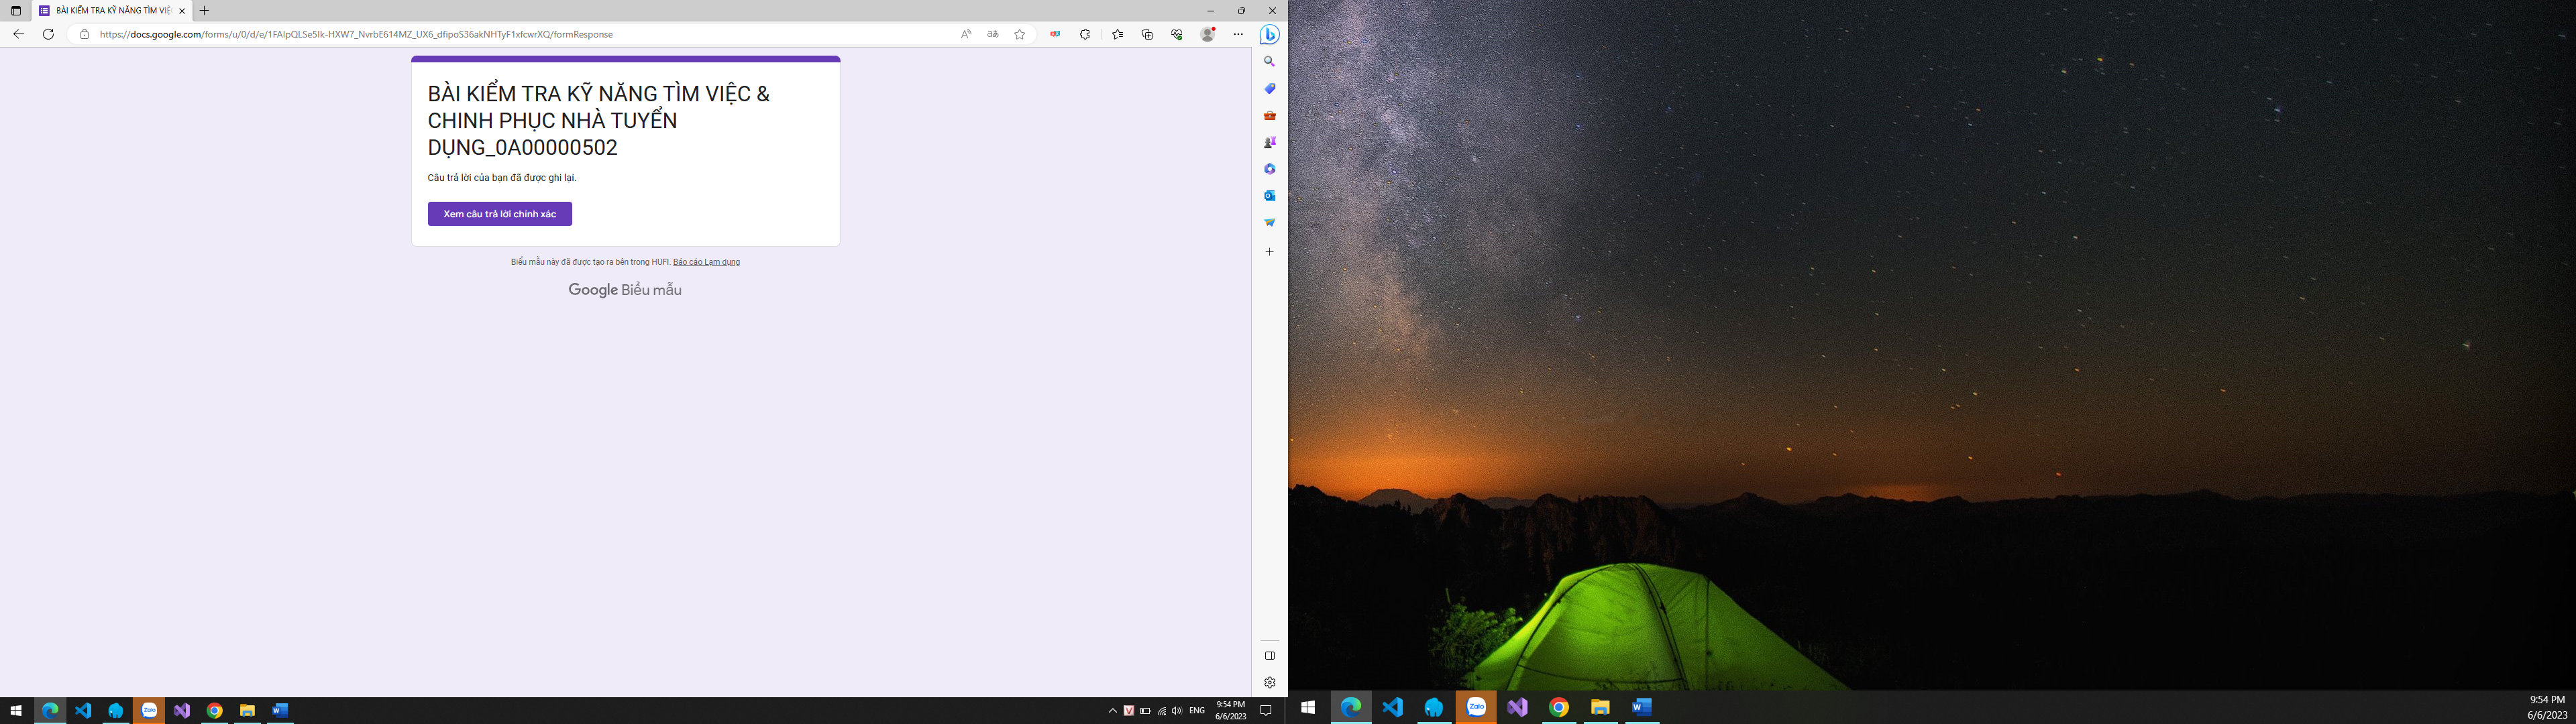 BÀI KIỂM TRA KỸ NĂNG TÌM VIỆC
https://docs.google.com/forms/u/0/d/e/1FAIpQLSe5Ik-HXW7_NvrbE614MZ_UX6_dfipoS36akNHTyF1xfcwrXQ/formResponse
BÀI KIỂM TRA KỸ NĂNG TÌM VIỆC &
CHINH PHỤC NHÀ TUYỂN
DỤNG_0A00000502
Câu trả lời của bạn đã được ghi lại.
Xem câu trả lời chính xác
Biểu mẫu này đã được tạo ra bên trong HUFI. Báo cáo Lạm dụng
Google Biểu mẫu
Zalo
ENG
9:54 PM
6/6/2023
Zalo
9:54 PM
6/6/2023